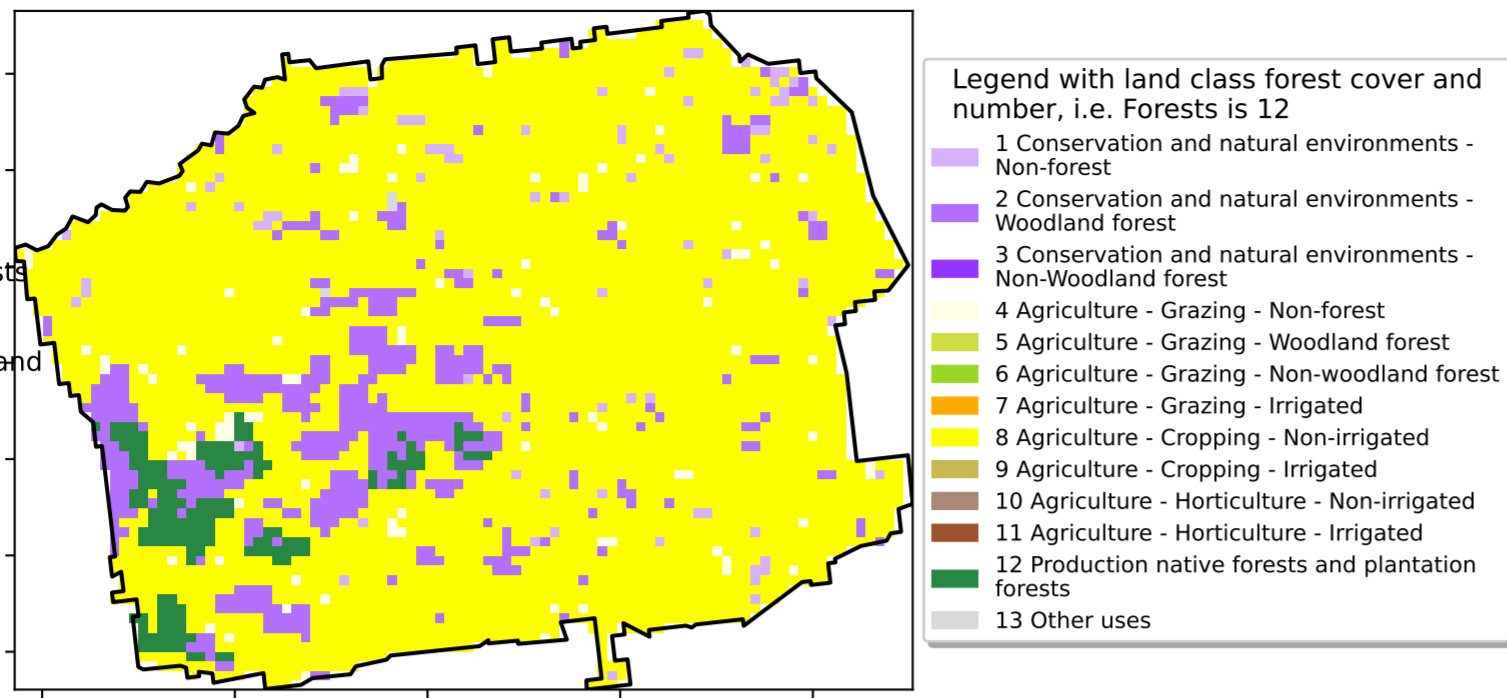 sts
and
Legend with land class forest cover and
number, i.e. Forests is 12
1 Conservation and natural environments -
Non-forest
2 Conservation and natural environments -
Woodland forest
3 Conservation and natural environments -
Non-Woodland forest
4 Agriculture - Grazing - Non-forest
5 Agriculture - Grazing - Woodland forest
6 Agriculture - Grazing - Non-woodland forest
7 Agriculture - Grazing - Irrigated
8 Agriculture - Cropping - Non-irrigated
9 Agriculture - Cropping - Irrigated
10 Agriculture - Horticulture - Non-irrigated
11 Agriculture - Horticulture - Irrigated
12 Production native forests and plantation
forests
13 Other uses